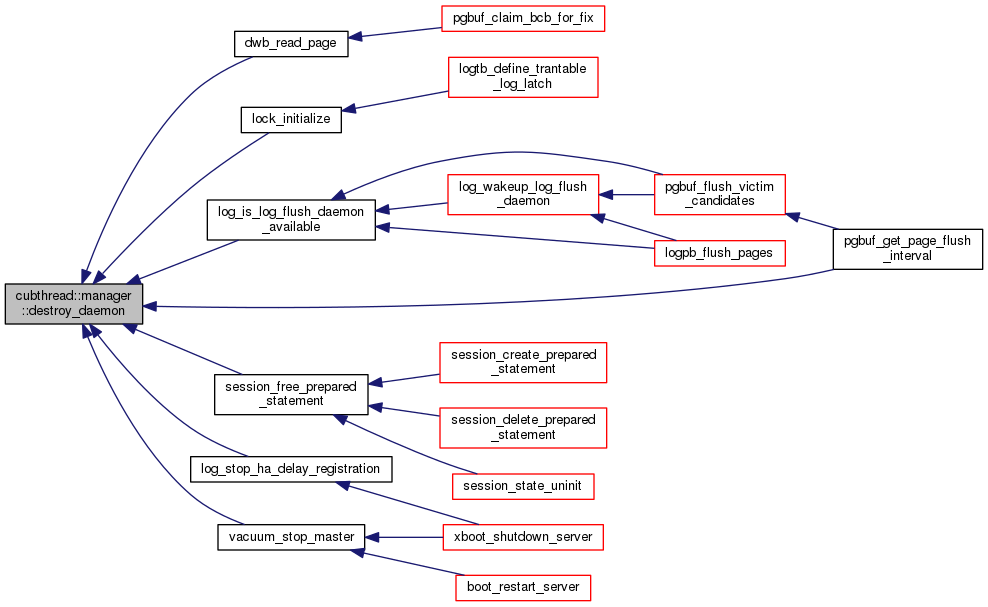 pgbuf_claim_bcb_for_fix
dwb_read_page
logtb_define_trantable
_log_latch
lock_initialize
log_wakeup_log_flush
_daemon
pgbuf_flush_victim
_candidates
log_is_log_flush_daemon
_available
pgbuf_get_page_flush
_interval
logpb_flush_pages
cubthread::manager
::destroy_daemon
session_create_prepared
_statement
session_free_prepared
_statement
session_delete_prepared
_statement
log_stop_ha_delay_registration
session_state_uninit
vacuum_stop_master
xboot_shutdown_server
boot_restart_server